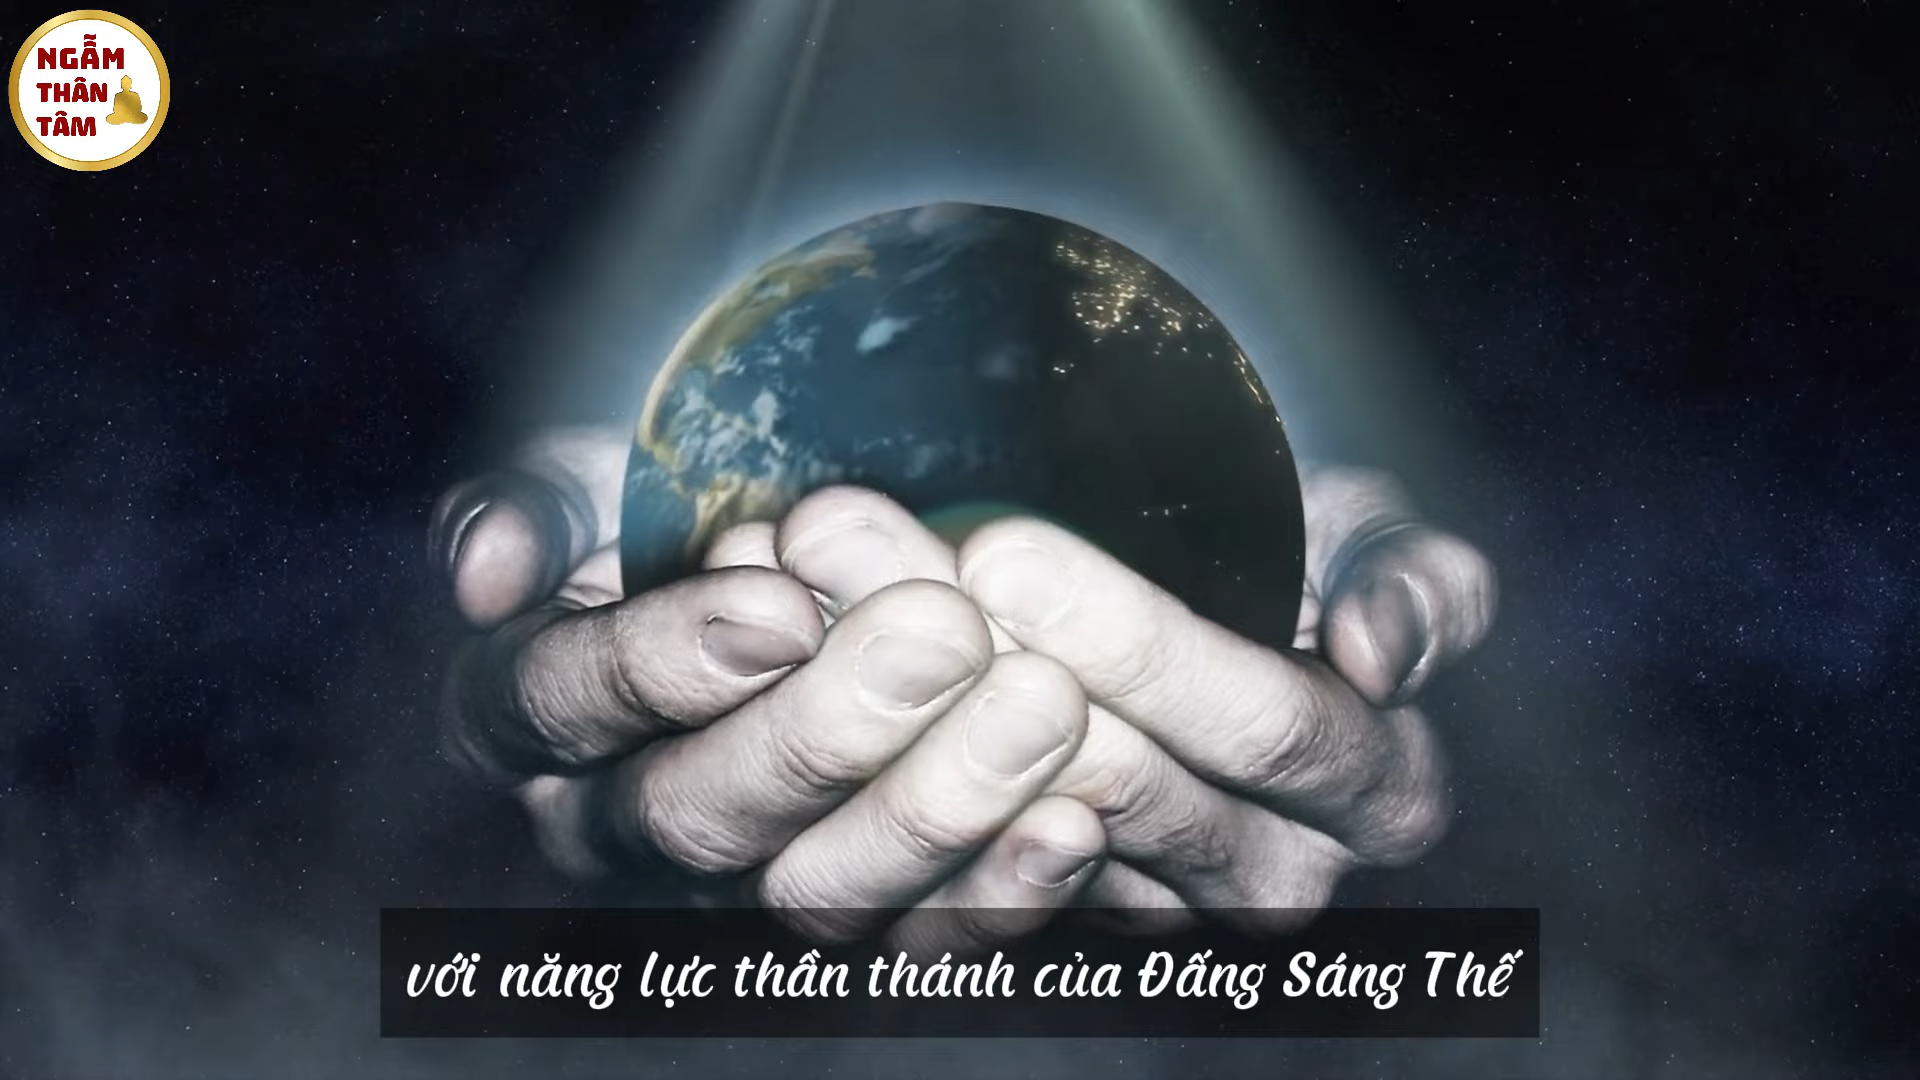 NGẪM
THÂN
TÂM
với năng lực thần thánh của Đấng Sáng Thế